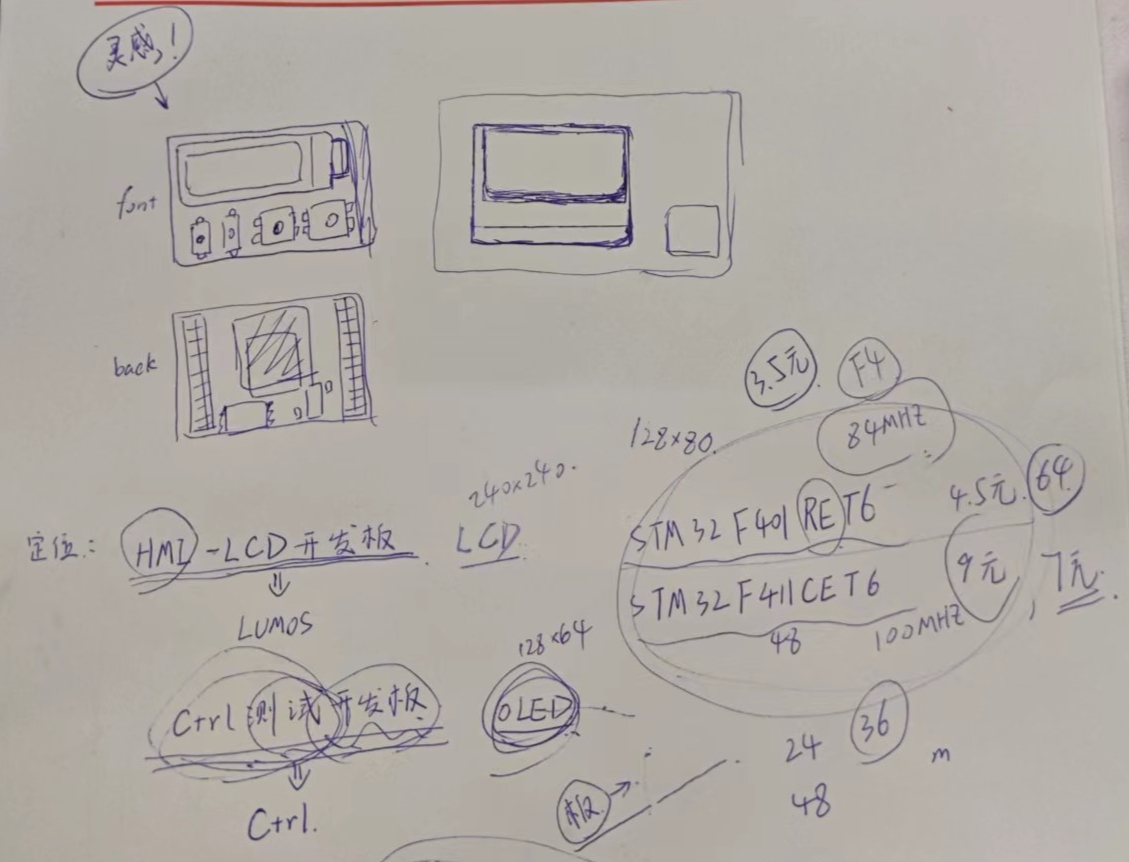 灵感!
font
back
3.5元.
F4
84MHZ
128×80.
STM32F401RET6
4.5元.
64
240×240.
定位: HMI-LCD开发板.
LCD
STM32F411CET6
9元,
7元.
48
100MHZ
LUMOS
128×64
Ctrl测试开发板
OLED
36
24
m
板
48
Ctrl.